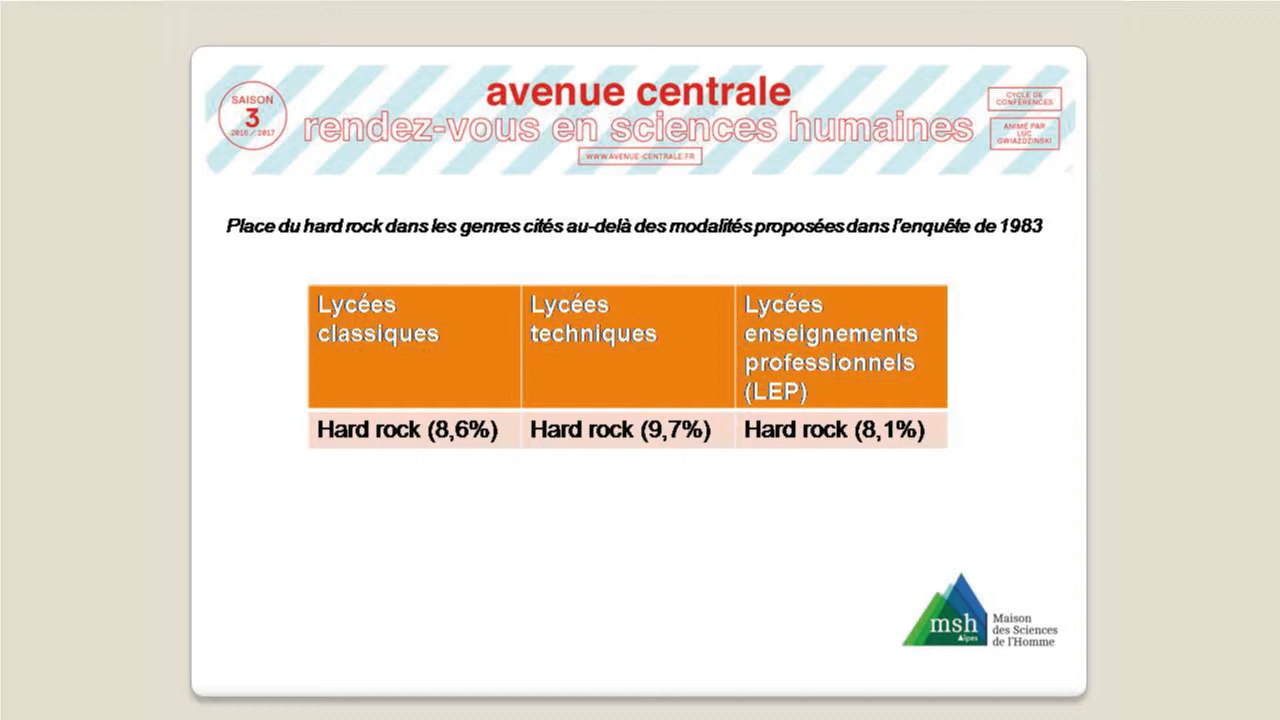 SAISON
3
2016 / 2017
avenue centrale
rendez-vous en sciences humaines
WWW.AVENUE-CENTRALE.FR
CYCLE DE
CONFÉRENCES
ANIMÉ PAR
LUC
GWIAZDZINSKI
Place du hard rock dans les genres cités au-delà des modalités proposées dans l'enquête de 1983
Lycées
classiques
Lycées
techniques
Lycées
enseignements
professionnels
(LEP)
Hard rock (8,6%)
Hard rock (9,7%)
Hard rock (8,1%)
msh
Alpes
Maison
des Sciences
de l'Homme